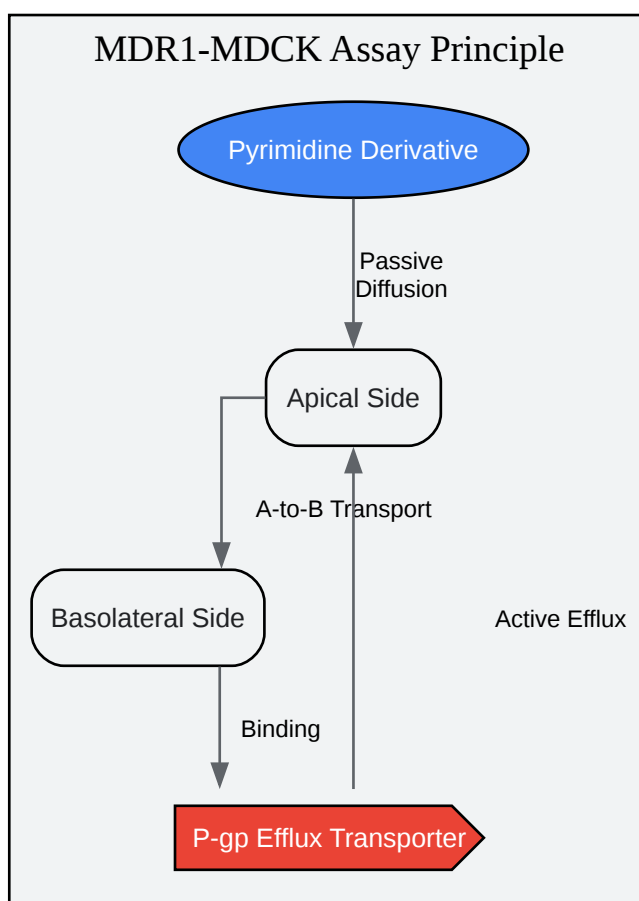 MDR1-MDCK Assay Principle
Pyrimidine Derivative
Passive
Diffusion
Apical Side
A-to-B Transport
Basolateral Side
Active Efflux
Binding
P-gp Efflux Transporter